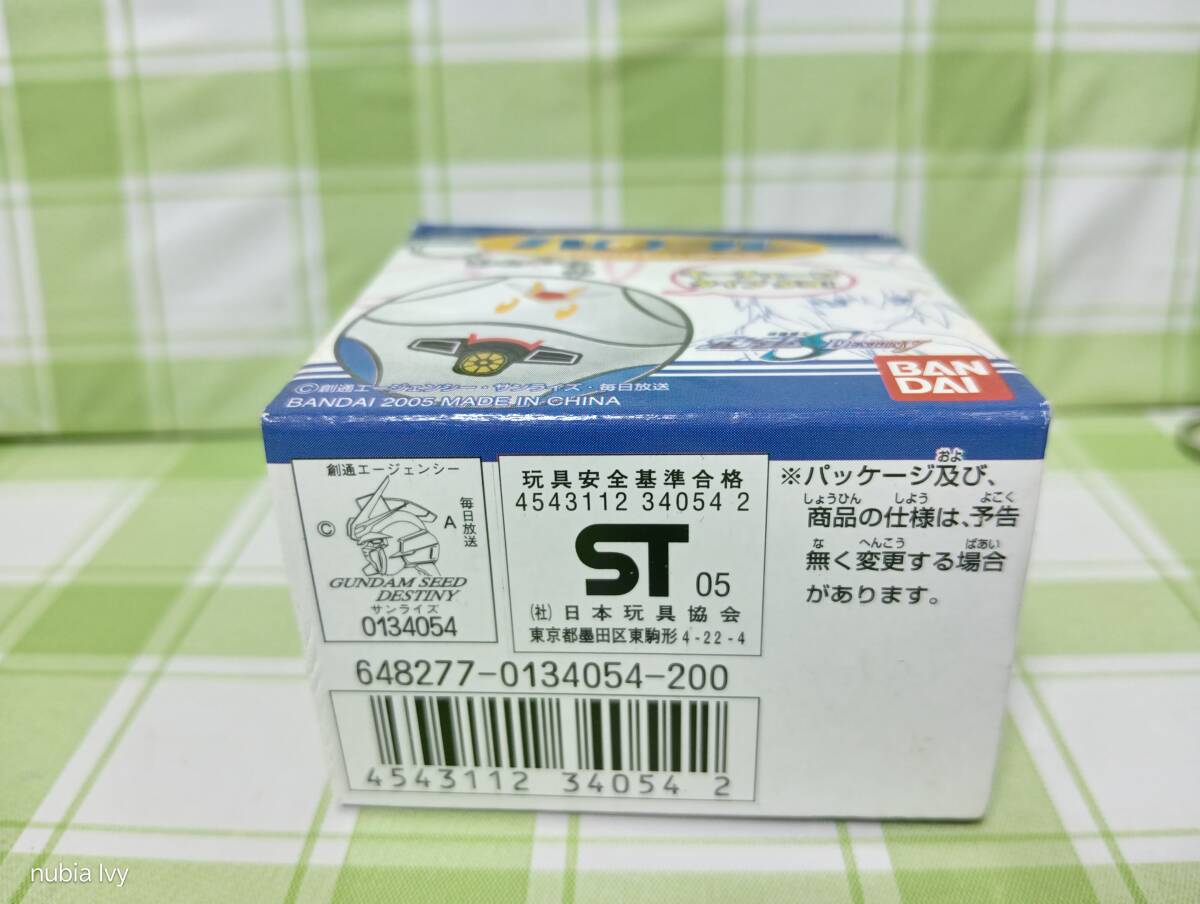 BAN
DAI
©創通エージェンシー・サンライズ・毎日放送
BANDAI 2005 MADE IN CHINA
創通エージェンシー
© A
毎日放送
GUNDAM SEED
DESTINY
サンライズ
0134054
玩具安全基準合格
4543112 34054 2
ST 05
(社)日本玩具協会
東京都墨田区東駒形4-22-4
※パッケージ及び、
およ
商品の仕様は、予告
しょうひん しよう よこく
無く変更する場合
な へんこう ばあい
があります。
648277-0134054-200
4543112 34054 2
nubia Ivy